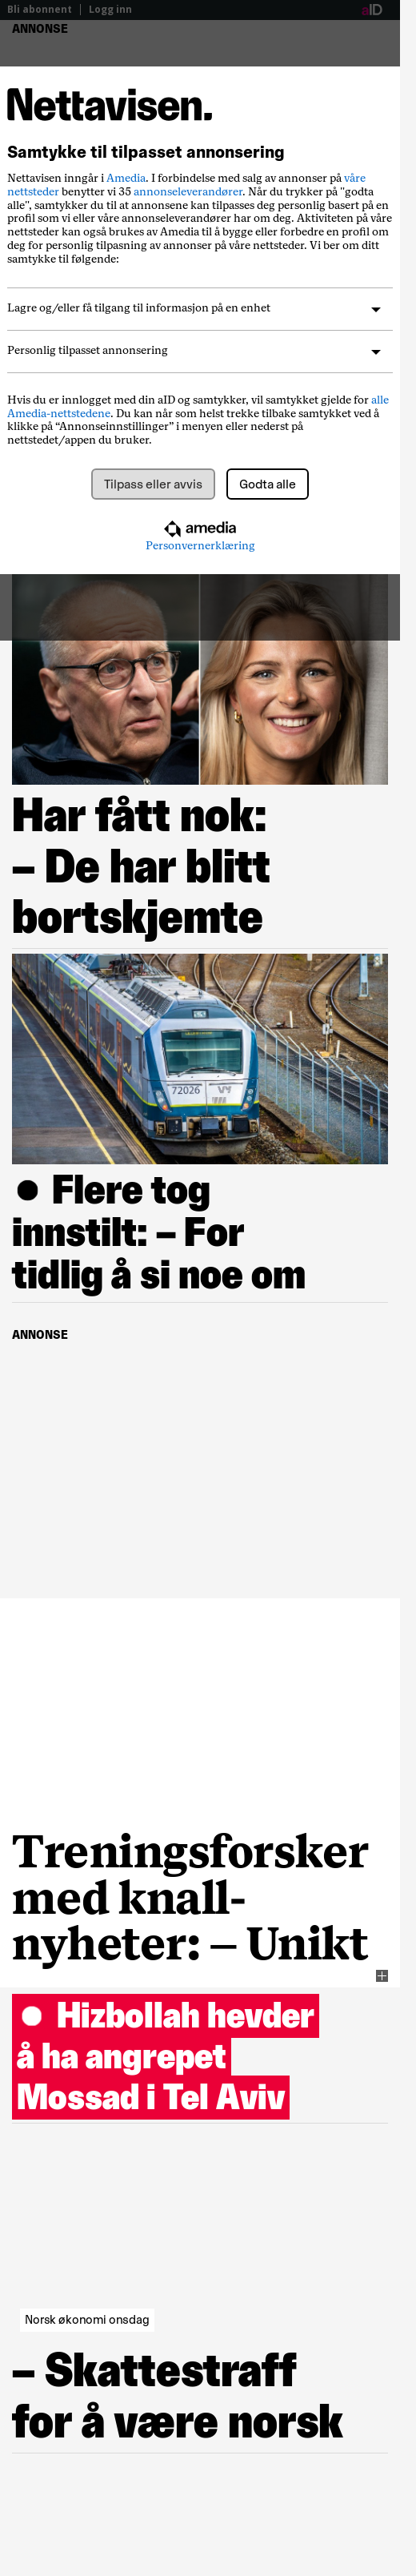 Bli abonnent | Logg inn aID
ANNONSE
Nettavisen.
Samtykke til tilpasset annonsering
Nettavisen inngår i Amedia. I forbindelse med salg av annonser på våre
nettsteder benytter vi 35 annonseleverandører. Når du trykker på "godta
alle", samtykker du til at annonsene kan tilpasses deg personlig basert på en
profil som vi eller våre annonseleverandører har om deg. Aktiviteten på våre
nettsteder kan også brukes av Amedia til å bygge eller forbedre en profil om
deg for personlig tilpasning av annonser på våre nettsteder. Vi ber om ditt
samtykke til følgende:
Lagre og/eller få tilgang til informasjon på en enhet
Personlig tilpasset annonsering
Hvis du er innlogget med din aID og samtykker, vil samtykket gjelde for alle
Amedia-nettstedene. Du kan når som helst trekke tilbake samtykket ved å
klikke på “Annonseinnstillinger” i menyen eller nederst på
nettstedet/appen du bruker.
Tilpass eller avvis Godta alle
amedia
Personvernerklæring
Har fått nok:
– De har blitt
bortskjemte
72026 VY
Flere tog
innstilt: – For
tidlig å si noe om
ANNONSE
Treningsforsker
med knall-
nyheter: – Unikt
Hizbollah hevder
å ha angrepet
Mossad i Tel Aviv
Norsk økonomi onsdag
– Skattestraff
for å være norsk